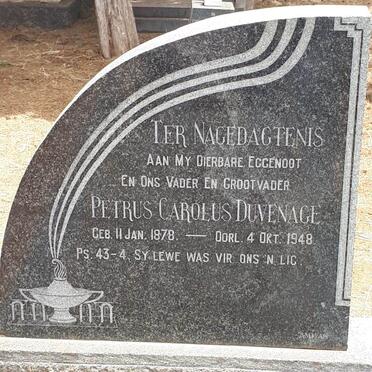 TER NAGEDAGTENIS
AAN MY DIERBARE EGGENOOT
EN ONS VADER EN GROOTVADER
PETRUS CAROLUS DUVENAGE
GEB. 11 JAN. 1878. — OORL. 4 OKT. 1948
PS. 43-4. SY LEWE WAS VIR ONS 'N LIG.